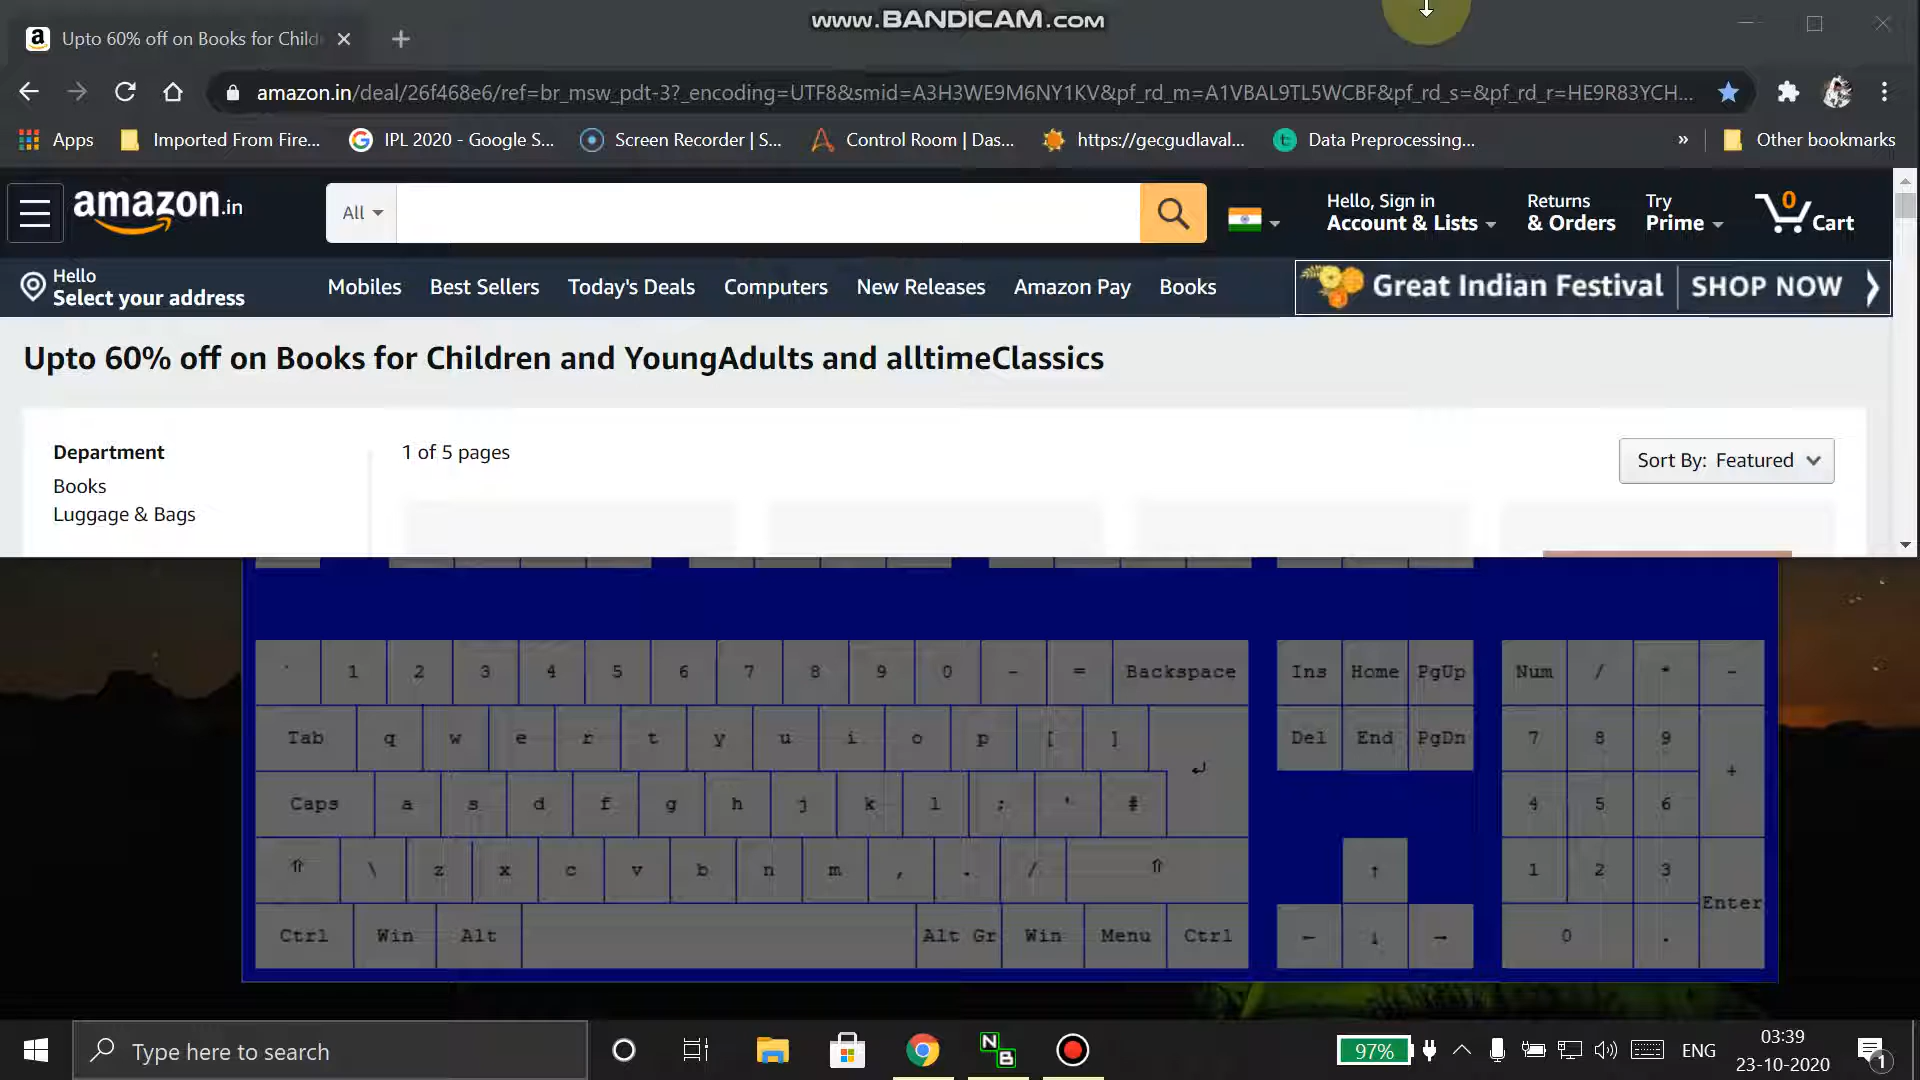 www.BANDICAM.com
Upto 60% off on Books for Child
amazon.in/deal/26f468e6/ref=br_msw_pdt-3?_encoding=UTF8&smid=A3H3WE9M6NY1KV&pf_rd_m=A1VBAL9TL5WCBF&pf_rd_s=&pf_rd_r=HE9R83YCH...
Apps Imported From Fire... IPL 2020 - Google S... Screen Recorder | S... Control Room | Das... https://gecgudlaval... Data Preprocessing... » Other bookmarks
amazon.in All Hello, Sign in Account & Lists Returns & Orders Try Prime 0 Cart
Hello
Select your address
Mobiles Best Sellers Today's Deals Computers New Releases Amazon Pay Books Great Indian Festival SHOP NOW
Upto 60% off on Books for Children and YoungAdults and alltimeClassics
Department
Books
Luggage & Bags
1 of 5 pages
Sort By: Featured
` 1 2 3 4 5 6 7 8 9 0 - = Backspace Ins Home PgUp Num / * -
Tab q w e r t y u i o p [ ] ↵ Del End PgDn 7 8 9 +
Caps a s d f g h j k l ; ' # 4 5 6
⇑ \ z x c v b n m , . / ⇑ ↑ 1 2 3 Enter
Ctrl Win Alt Alt Gr Win Menu Ctrl ← ↓ → 0 .
Type here to search
N B
97%
ENG
03:39
23-10-2020
1